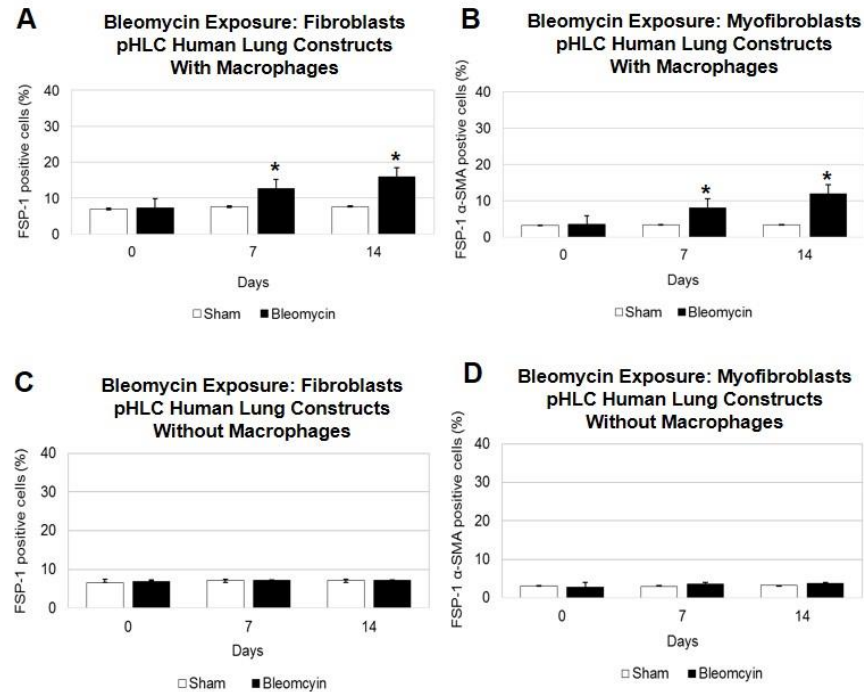 A
Bleomycin Exposure: Fibroblasts
pHLC Human Lung Constructs
With Macrophages
FSP-1 positive cells (%)
40
30
20
10
0
*
*
0 7 14
Days
Sham Bleomycin
B
Bleomycin Exposure: Myofibroblasts
pHLC Human Lung Constructs
With Macrophages
FSP-1 α-SMA postive cells (%)
40
30
20
10
0
*
*
0 7 14
Days
Sham Bleomycin
C
Bleomycin Exposure: Fibroblasts
pHLC Human Lung Constructs
Without Macrophages
FSP-1 positive cells (%)
40
30
20
10
0
0 7 14
Days
Sham Bleomcyin
D
Bleomycin Exposure: Myofibroblasts
pHLC Human Lung Constructs
Without Macrophages
FSP-1 α-SMA positive cells (%)
40
30
20
10
0
0 7 14
Days
Sham Bleomcyin